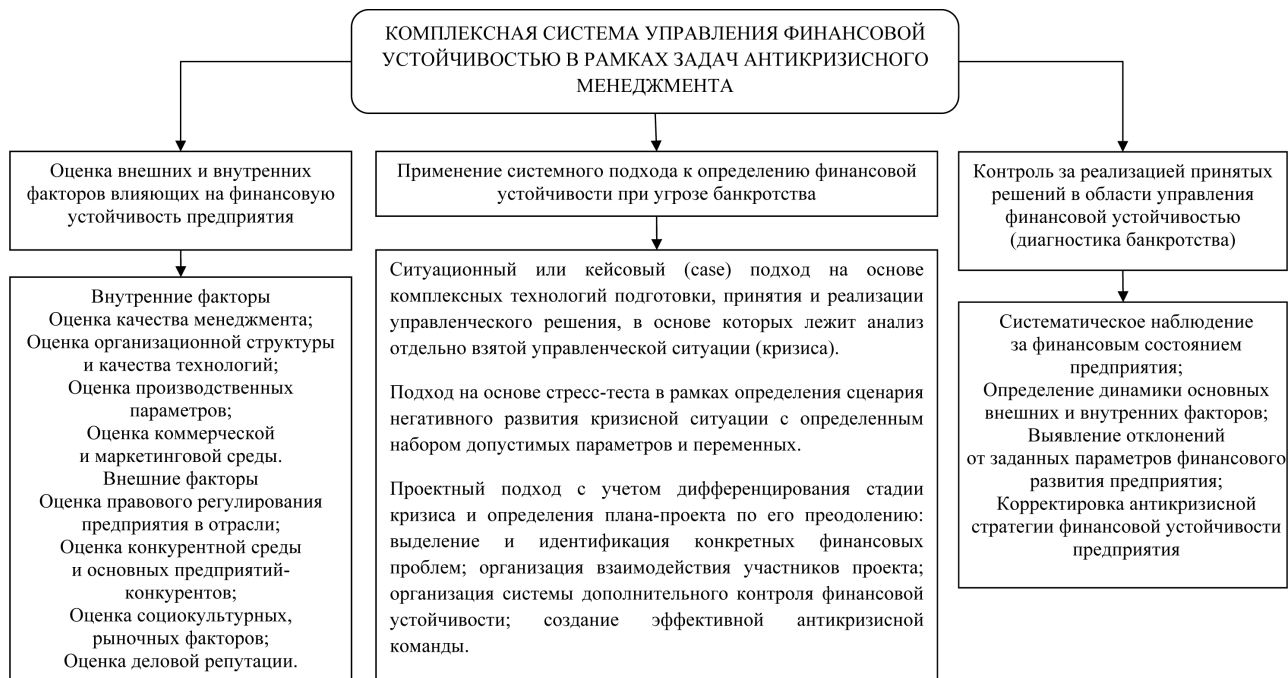 КОМПЛЕКСНАЯ СИСТЕМА УПРАВЛЕНИЯ ФИНАНСОВОЙ
УСТОЙЧИВОСТЬЮ В РАМКАХ ЗАДАЧ АНТИКРИЗИСНОГО
МЕНЕДЖМЕНТА
Оценка внешних и внутренних
факторов влияющих на финансовую
устойчивость предприятия
Внутренние факторы
Оценка качества менеджмента;
Оценка организационной структуры
и качества технологий;
Оценка производственных
параметров;
Оценка коммерческой
и маркетинговой среды.
Внешние факторы
Оценка правового регулирования
предприятия в отрасли;
Оценка конкурентной среды
и основных предприятий-
конкурентов;
Оценка социокультурных,
рыночных факторов;
Оценка деловой репутации.
Применение системного подхода к определению финансовой
устойчивости при угрозе банкротства
Ситуационный или кейсовый (case) подход на основе
комплексных технологий подготовки, принятия и реализации
управленческого решения, в основе которых лежит анализ
отдельно взятой управленческой ситуации (кризиса).
Подход на основе стресс-теста в рамках определения сценария
негативного развития кризисной ситуации с определенным
набором допустимых параметров и переменных.
Проектный подход с учетом дифференцирования стадии
кризиса и определения плана-проекта по его преодолению:
выделение и идентификация конкретных финансовых
проблем; организация взаимодействия участников проекта;
организация системы дополнительного контроля финансовой
устойчивости; создание эффективной антикризисной
команды.
Контроль за реализацией принятых
решений в области управления
финансовой устойчивостью
(диагностика банкротства)
Систематическое наблюдение
за финансовым состоянием
предприятия;
Определение динамики основных
внешних и внутренних факторов;
Выявление отклонений
от заданных параметров финансового
развития предприятия;
Корректировка антикризисной
стратегии финансовой устойчивости
предприятия